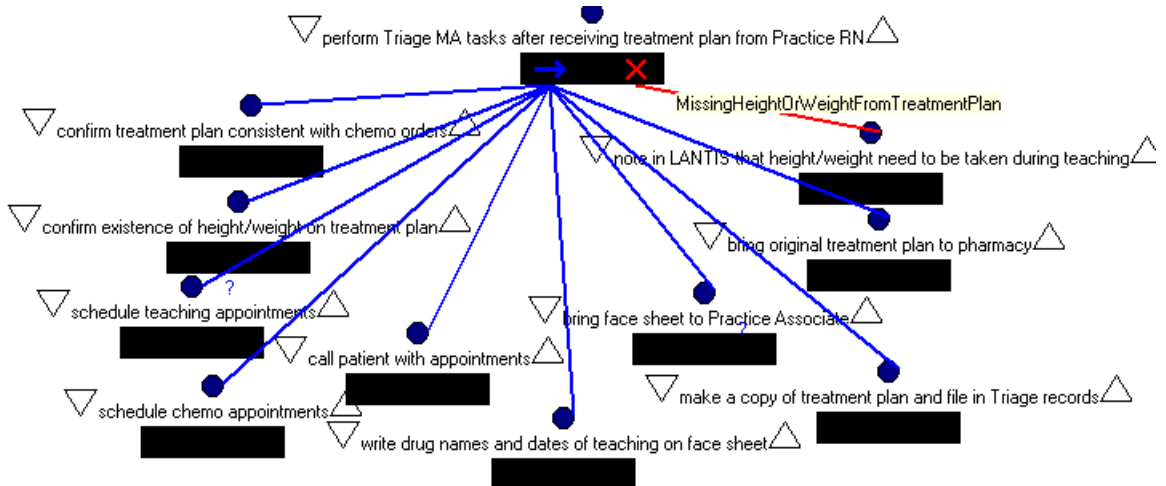 perform Triage MA tasks after receiving treatment plan from Practice RN
MissingHeightOrWeightFromTreatmentPlan
confirm treatment plan consistent with chemo orders
note in LANTIS that height/weight need to be taken during teaching
confirm existence of height/weight on treatment plan
bring original treatment plan to pharmacy
?
schedule teaching appointments
bring face sheet to Practice Associate
?
call patient with appointments
make a copy of treatment plan and file in Triage records
schedule chemo appointments
write drug names and dates of teaching on face sheet